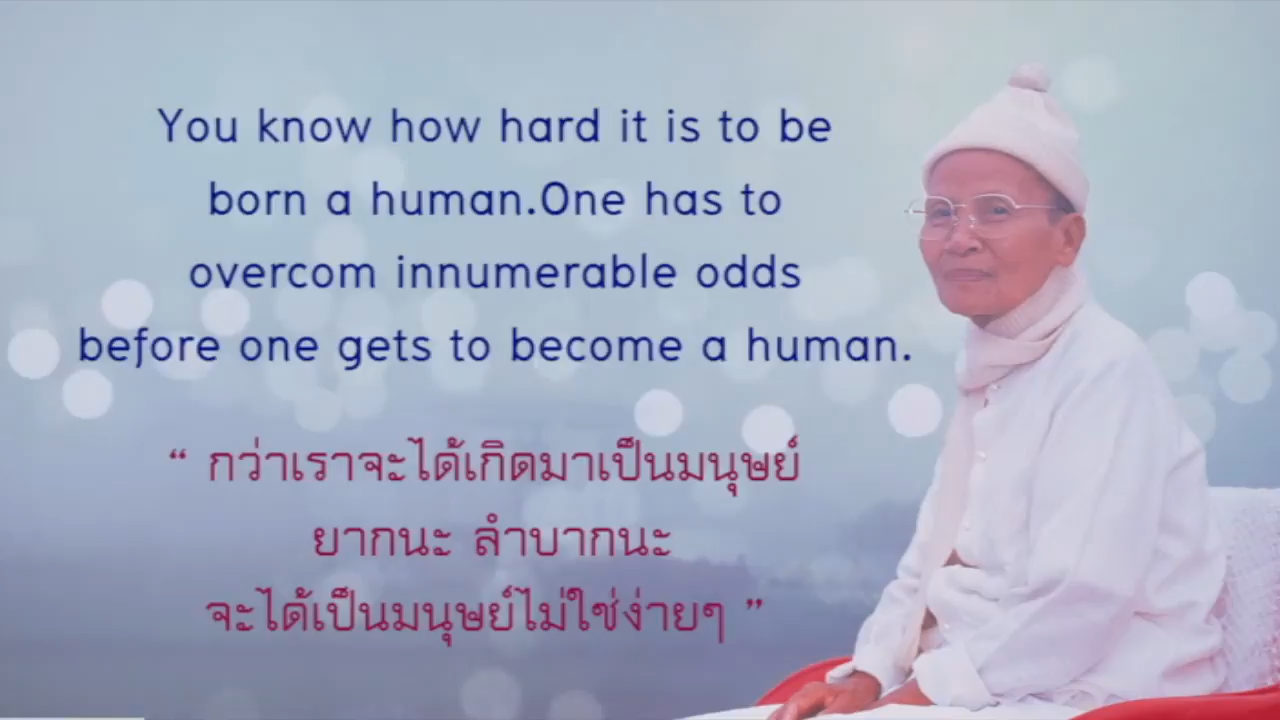 You know how hard it is to be
born a human.One has to
overcom innumerable odds
before one gets to become a human.
“ กว่าเราจะได้เกิดมาเป็นมนุษย์
ยากนะ ลำบากนะ
จะได้เป็นมนุษย์ไม่ใช่ง่ายๆ ”